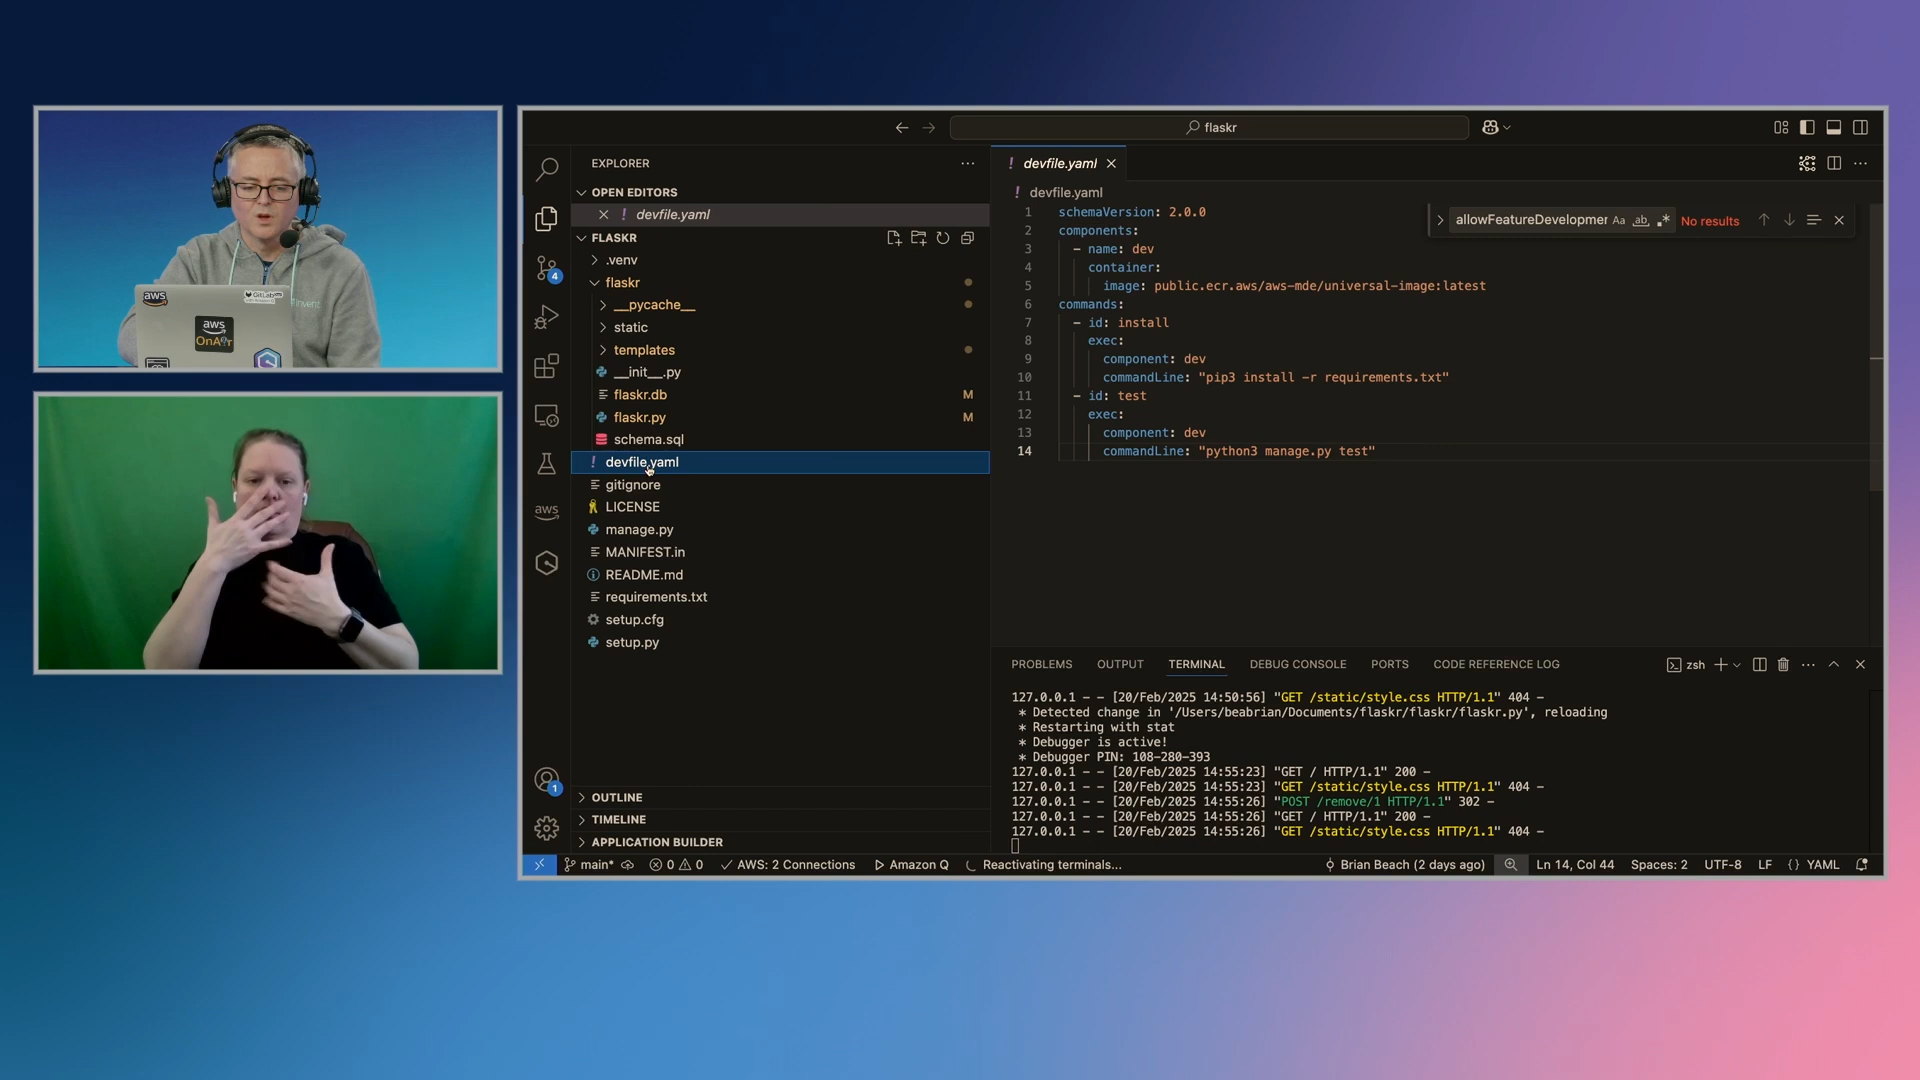 flaskr
EXPLORER
OPEN EDITORS
devfile.yaml
FLASKR
.venv
flaskr
__pycache__
static
templates
__init__.py
flaskr.db M
flaskr.py M
schema.sql
devfile.yaml
gitignore
LICENSE
manage.py
MANIFEST.in
README.md
requirements.txt
setup.cfg
setup.py
OUTLINE
TIMELINE
APPLICATION BUILDER
4
aws
1
devfile.yaml
devfile.yaml
allowFeatureDevelopmer Aa ab No results
1 schemaVersion: 2.0.0
2 components:
3 - name: dev
4 container:
5 image: public.ecr.aws/aws-mde/universal-image:latest
6 commands:
7 - id: install
8 exec:
9 component: dev
10 commandLine: "pip3 install -r requirements.txt"
11 - id: test
12 exec:
13 component: dev
14 commandLine: "python3 manage.py test"
PROBLEMS OUTPUT TERMINAL DEBUG CONSOLE PORTS CODE REFERENCE LOG zsh
127.0.0.1 - - [20/Feb/2025 14:50:56] "GET /static/style.css HTTP/1.1" 404 -
* Detected change in '/Users/beabrian/Documents/flaskr/flaskr/flaskr.py', reloading
* Restarting with stat
* Debugger is active!
* Debugger PIN: 108-280-393
127.0.0.1 - - [20/Feb/2025 14:55:23] "GET / HTTP/1.1" 200 -
127.0.0.1 - - [20/Feb/2025 14:55:23] "GET /static/style.css HTTP/1.1" 404 -
127.0.0.1 - - [20/Feb/2025 14:55:26] "POST /remove/1 HTTP/1.1" 302 -
127.0.0.1 - - [20/Feb/2025 14:55:26] "GET / HTTP/1.1" 200 -
127.0.0.1 - - [20/Feb/2025 14:55:26] "GET /static/style.css HTTP/1.1" 404 -
main* 0 0 AWS: 2 Connections Amazon Q Reactivating terminals... Brian Beach (2 days ago) Ln 14, Col 44 Spaces: 2 UTF-8 LF {} YAML
aws
GitLab
aws
OnAir